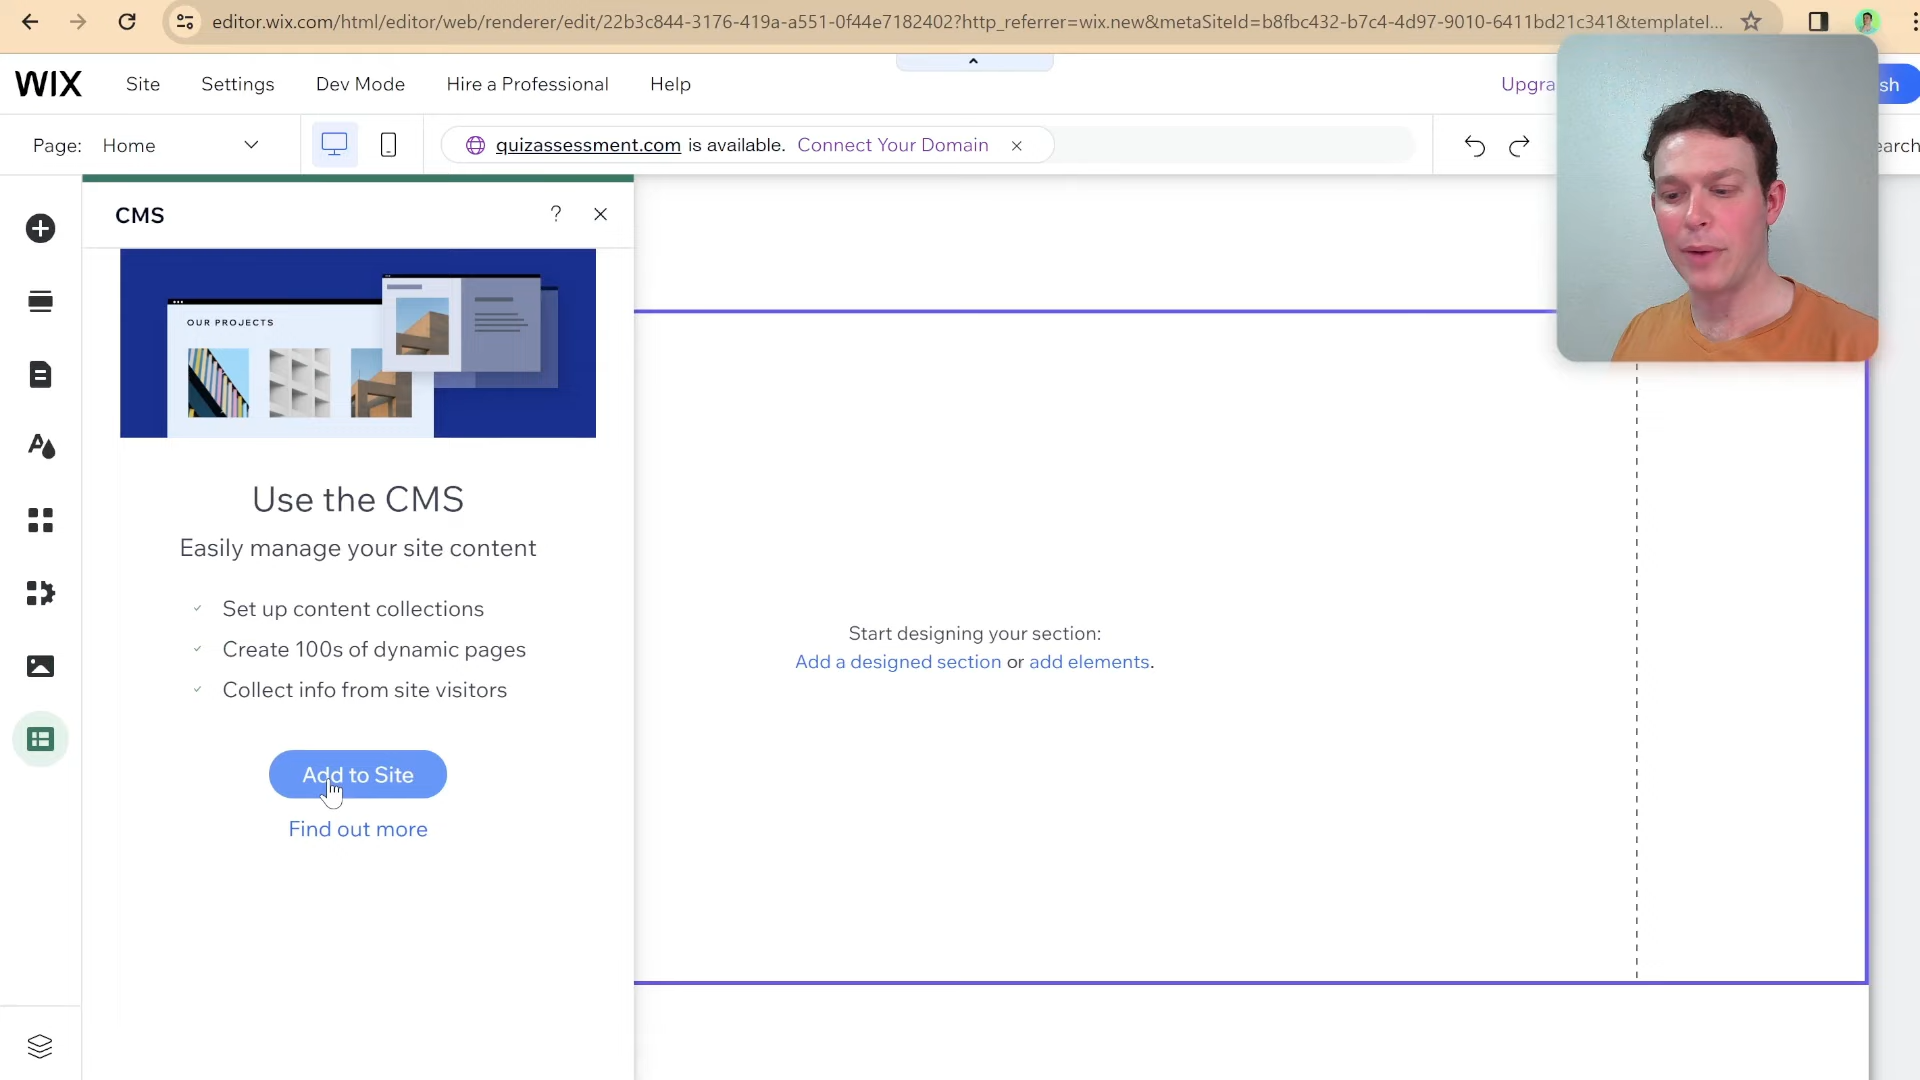 editor.wix.com/html/editor/web/renderer/edit/22b3c844-3176-419a-a551-0f44e7182402?http_referrer=wix.new&metaSiteId=b8fbc432-b7c4-4d97-9010-6411bd21c341&templateI...
WIX Site Settings Dev Mode Hire a Professional Help Upgra sh
Page: Home quizassessment.com is available. Connect Your Domain earch
CMS ?
OUR PROJECTS
Use the CMS
Easily manage your site content
Set up content collections
Create 100s of dynamic pages
Collect info from site visitors
Add to Site
Find out more
Start designing your section:
Add a designed section or add elements.